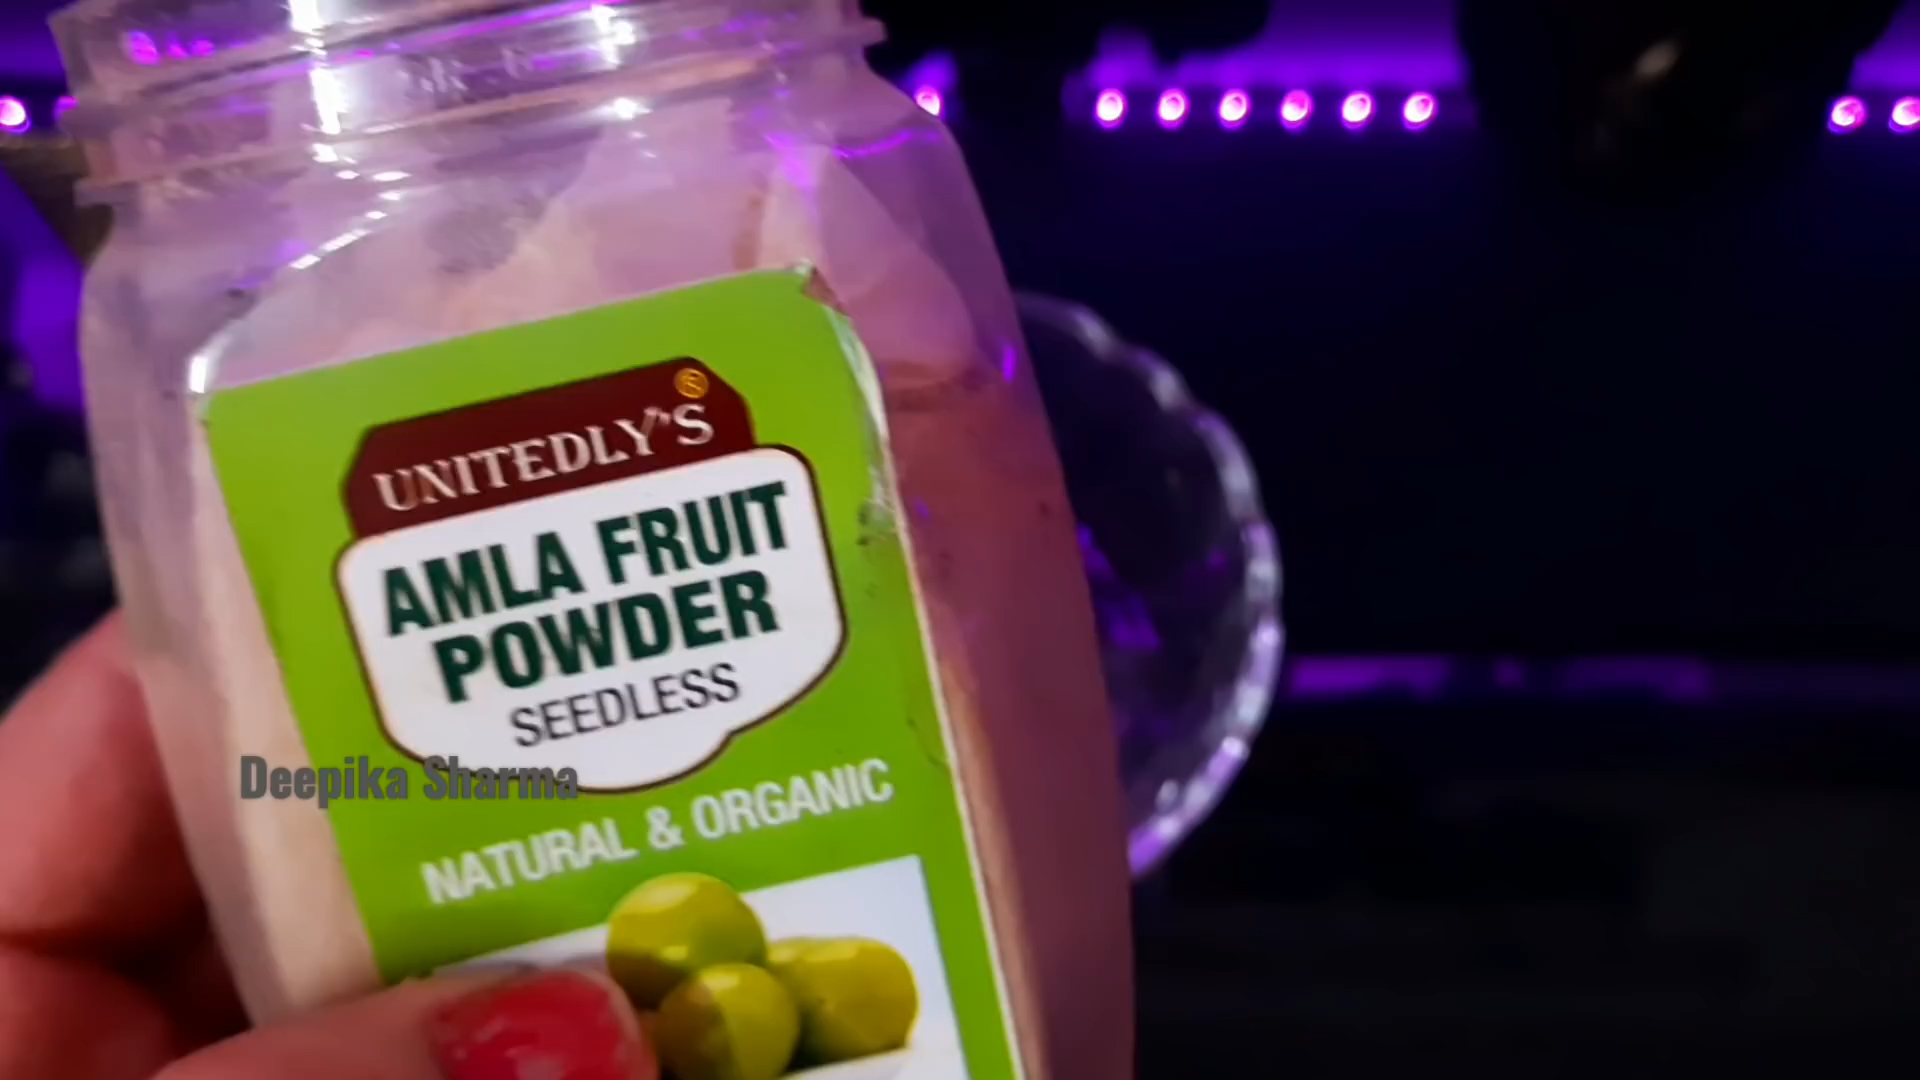 UNITEDLY'S
AMLA FRUIT
POWDER
SEEDLESS
Deepika Sharma
NATURAL & ORGANIC